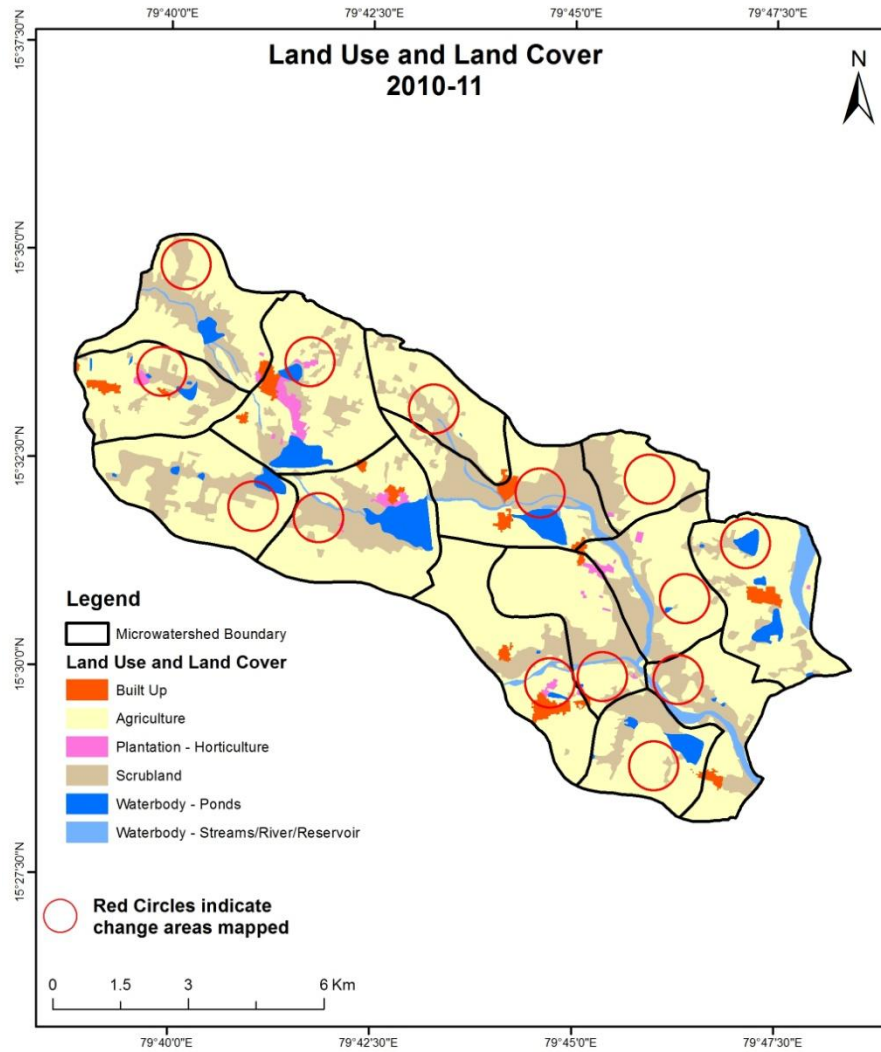 79°40'0"E 79°42'30"E 79°45'0"E 79°47'30"E
15°37'30"N
Land Use and Land Cover
2010-11
N
15°35'0"N
15°32'30"N
15°30'0"N
15°27'30"N
Legend
Microwatershed Boundary
Land Use and Land Cover
Built Up
Agriculture
Plantation - Horticulture
Scrubland
Waterbody - Ponds
Waterbody - Streams/River/Reservoir
Red Circles indicate
change areas mapped
0 1.5 3 6 Km
79°40'0"E 79°42'30"E 79°45'0"E 79°47'30"E